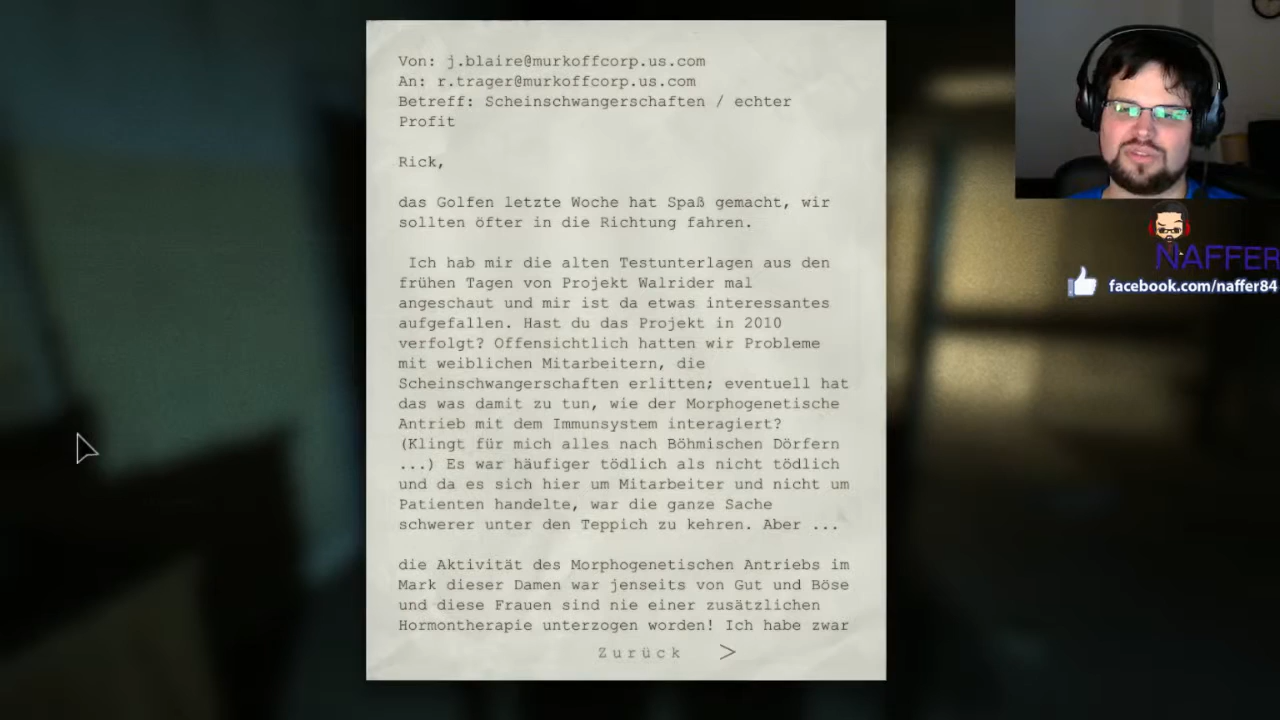 Von: j.blaire@murkoffcorp.us.com
An: r.trager@murkoffcorp.us.com
Betreff: Scheinschwangerschaften / echter
Profit
Rick,
das Golfen letzte Woche hat Spaß gemacht, wir
sollten öfter in die Richtung fahren.
Ich hab mir die alten Testunterlagen aus den
frühen Tagen von Projekt Walrider mal
angeschaut und mir ist da etwas interessantes
aufgefallen. Hast du das Projekt in 2010
verfolgt? Offensichtlich hatten wir Probleme
mit weiblichen Mitarbeitern, die
Scheinschwangerschaften erlitten; eventuell hat
das was damit zu tun, wie der Morphogenetische
Antrieb mit dem Immunsystem interagiert?
(Klingt für mich alles nach Böhmischen Dörfern
...) Es war häufiger tödlich als nicht tödlich
und da es sich hier um Mitarbeiter und nicht um
Patienten handelte, war die ganze Sache
schwerer unter den Teppich zu kehren. Aber ...
die Aktivität des Morphogenetischen Antriebs im
Mark dieser Damen war jenseits von Gut und Böse
und diese Frauen sind nie einer zusätzlichen
Hormontherapie unterzogen worden! Ich habe zwar
Zurück >
NAFFER
facebook.com/naffer84